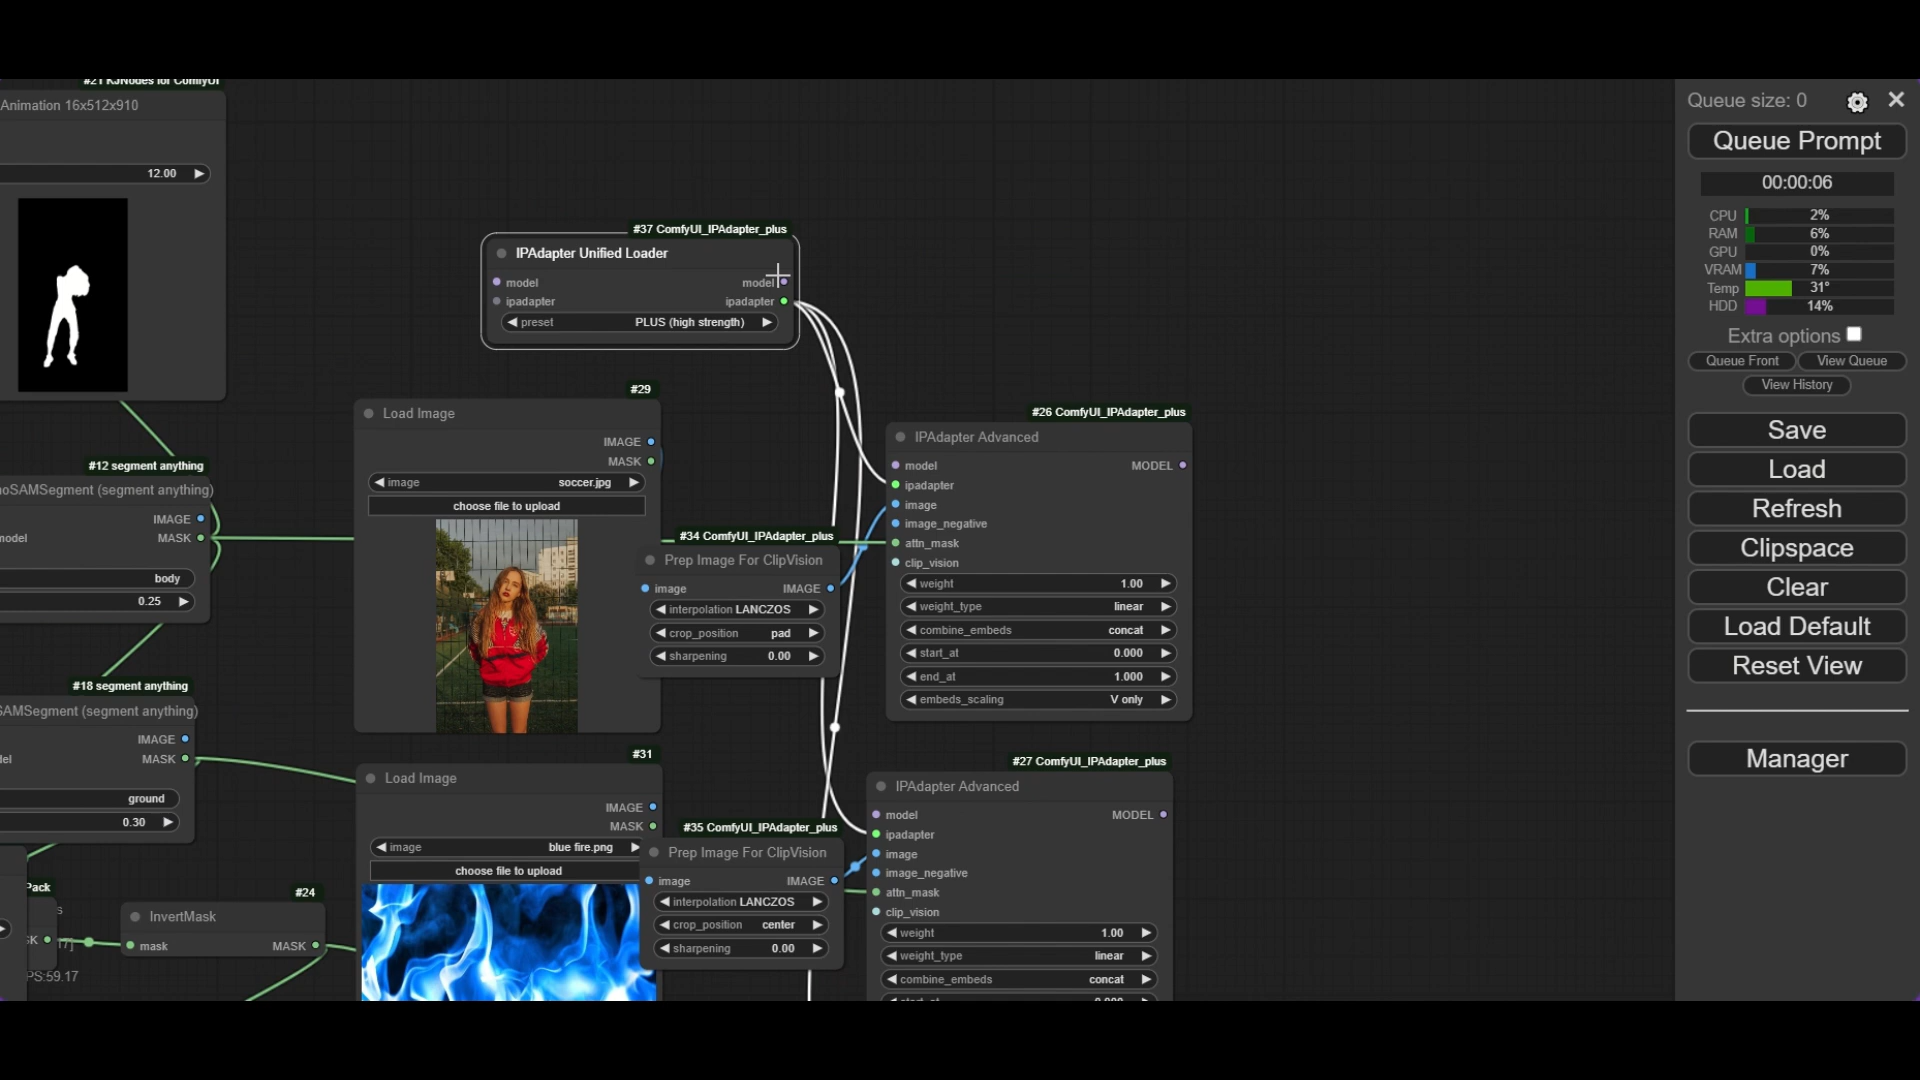 #21 KJNodes for ComfyUI
Animation 16x512x910
12.00
#12 segment anything
oSAMSegment (segment anything)
IMAGE
model
MASK
body
0.25
#18 segment anything
SAMSegment (segment anything)
IMAGE
del
MASK
ground
0.30
Pack
s
K
17]
PS:59.17
#24
InvertMask
mask
MASK
#37 ComfyUI_IPAdapter_plus
IPAdapter Unified Loader
model
model
ipadapter
ipadapter
preset
PLUS (high strength)
#29
Load Image
IMAGE
MASK
image
soccer.jpg
choose file to upload
#31
Load Image
IMAGE
MASK
image
blue fire.png
choose file to upload
#34 ComfyUI_IPAdapter_plus
Prep Image For ClipVision
image
IMAGE
interpolation LANCZOS
crop_position
pad
sharpening
0.00
#35 ComfyUI_IPAdapter_plus
Prep Image For ClipVision
image
IMAGE
interpolation LANCZOS
crop_position
center
sharpening
0.00
#26 ComfyUI_IPAdapter_plus
IPAdapter Advanced
model
MODEL
ipadapter
image
image_negative
attn_mask
clip_vision
weight
1.00
weight_type
linear
combine_embeds
concat
start_at
0.000
end_at
1.000
embeds_scaling
V only
#27 ComfyUI_IPAdapter_plus
IPAdapter Advanced
model
MODEL
ipadapter
image
image_negative
attn_mask
clip_vision
weight
1.00
weight_type
linear
combine_embeds
concat
start_at
0.000
Queue size: 0
Queue Prompt
00:00:06
CPU
2%
RAM
6%
GPU
0%
VRAM
7%
Temp
31°
HDD
14%
Extra options
Queue Front
View Queue
View History
Save
Load
Refresh
Clipspace
Clear
Load Default
Reset View
Manager